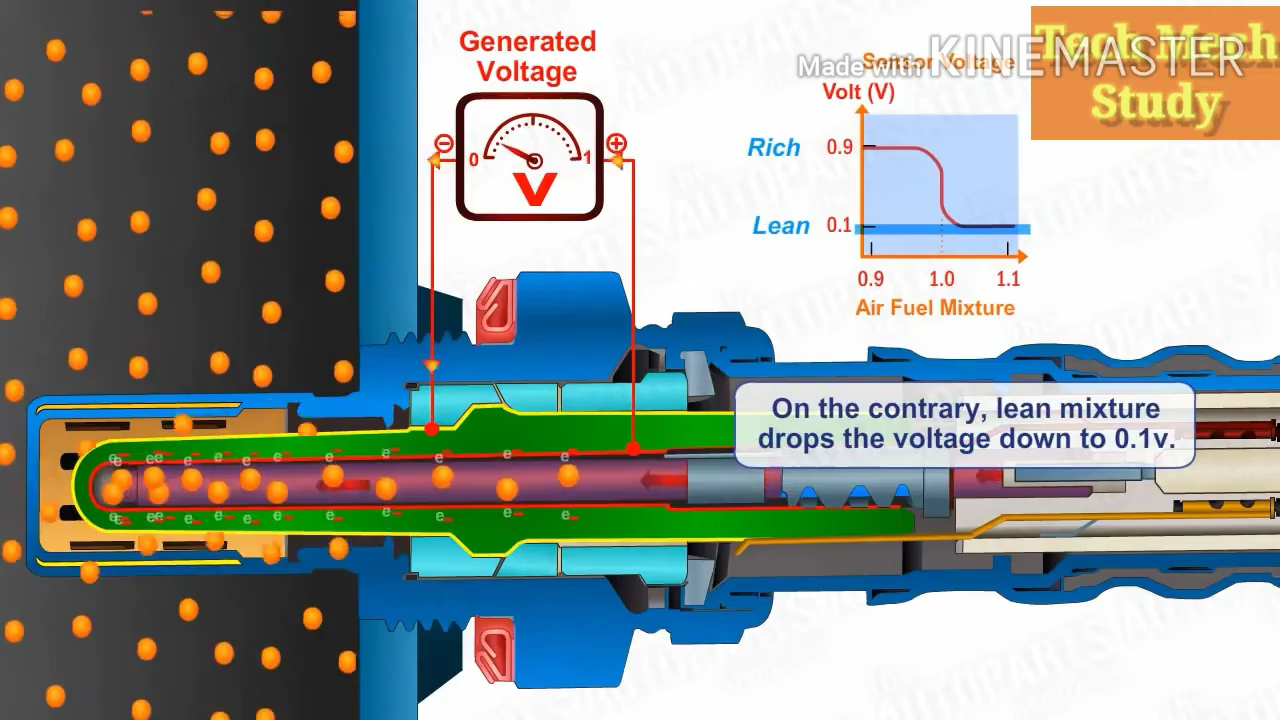 Generated
Voltage
0
1
V
Made with KINEMASTER
Sensor Voltage
Volt (V)
Rich 0.9
Lean 0.1
0.9 1.0 1.1
Air Fuel Mixture
Tech Mech
Study
On the contrary, lean mixture
drops the voltage down to 0.1v.
e e e e e e e e e e e e
e e e e e e e e e e e e